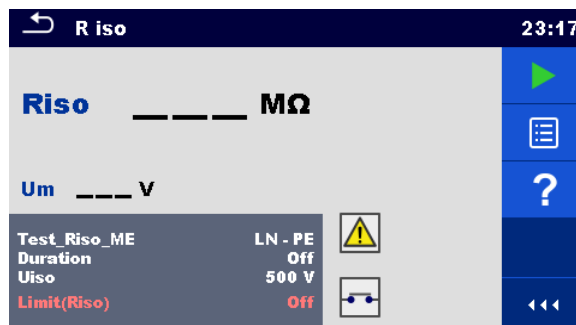 R iso 23:17
Riso ___ MΩ
?
Um ___ V
Test_Riso_ME LN - PE
Duration Off
Uiso 500 V
Limit(Riso) Off